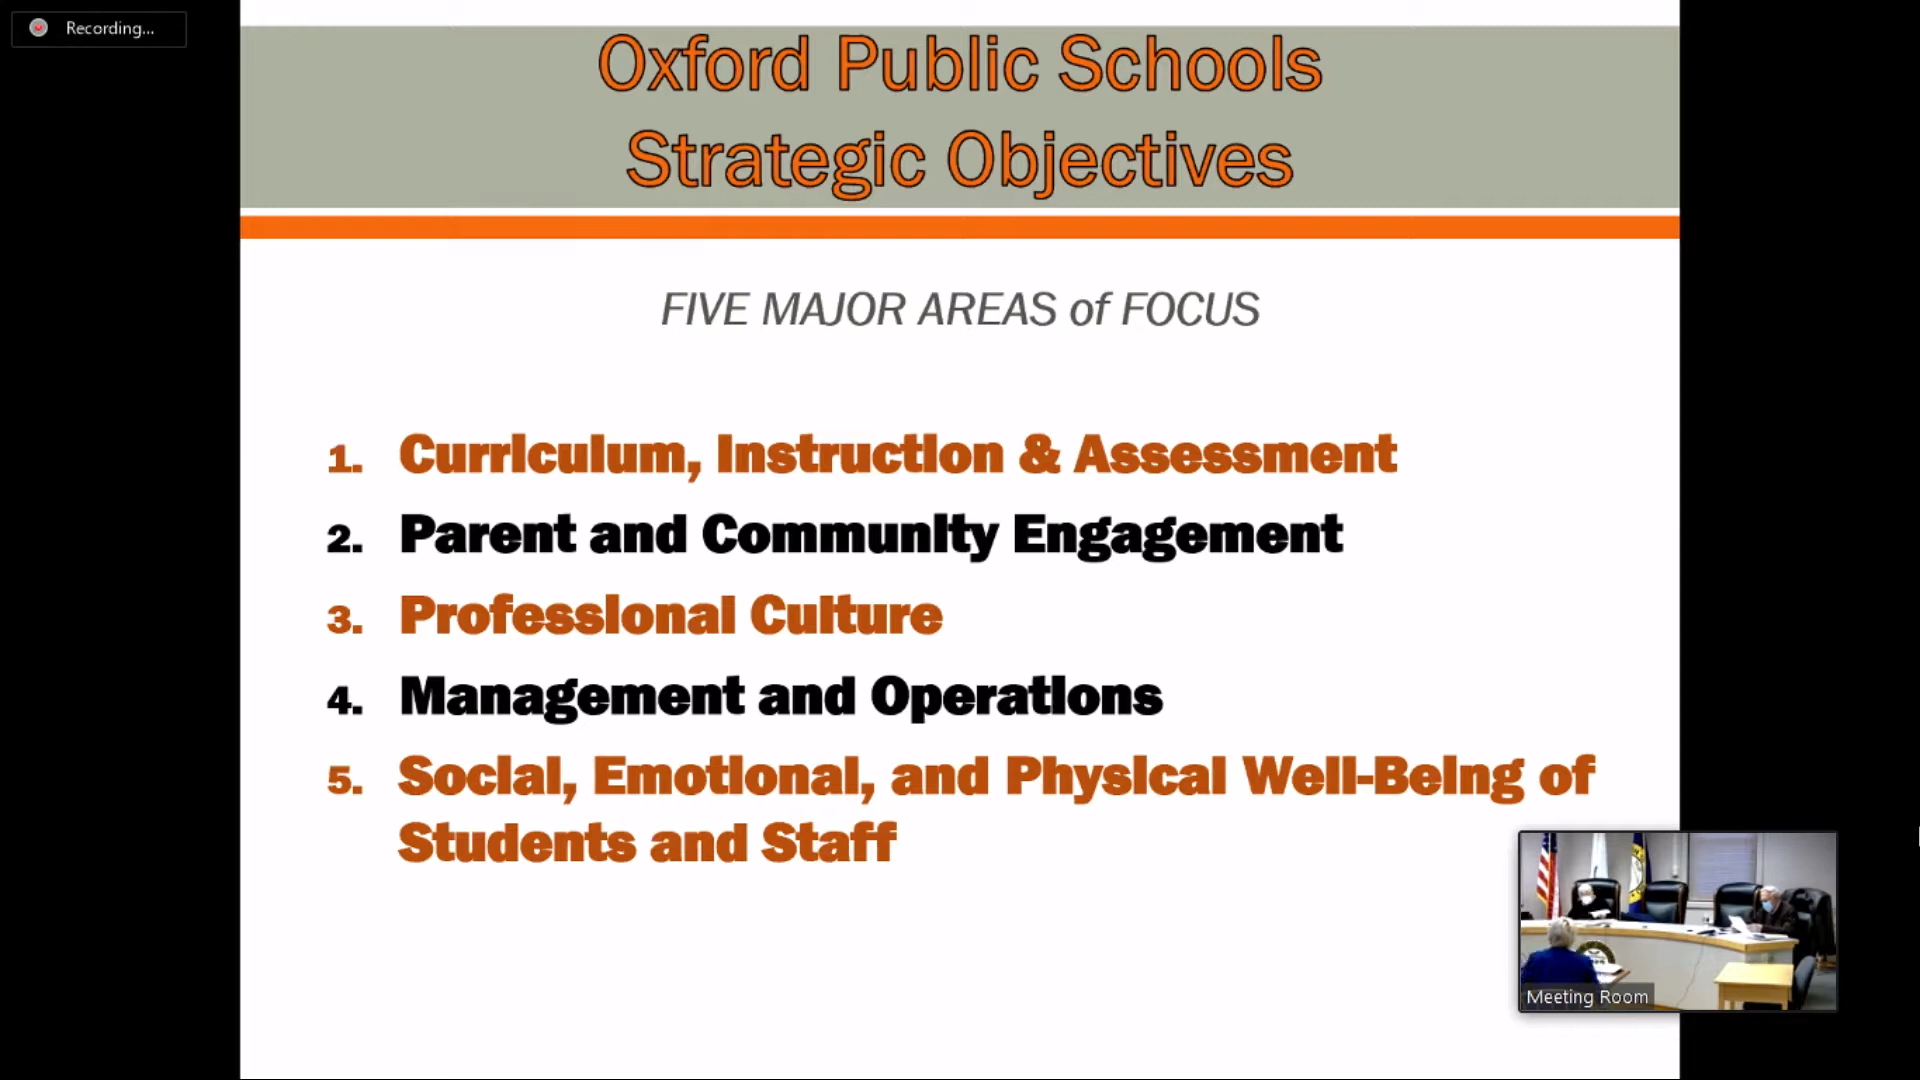 Recording...
Oxford Public Schools
Strategic Objectives
FIVE MAJOR AREAS of FOCUS
1. Curriculum, Instruction & Assessment
2. Parent and Community Engagement
3. Professional Culture
4. Management and Operations
5. Social, Emotional, and Physical Well-Being of
Students and Staff
Meeting Room